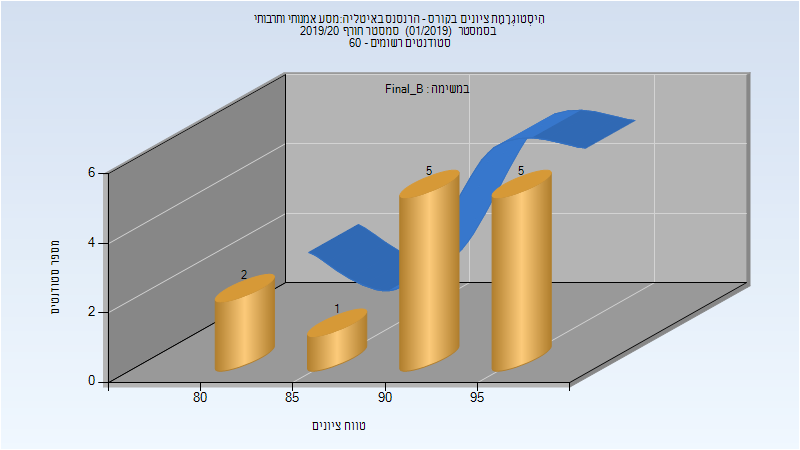 היסטוגרמת ציונים בקורס - הרנסנס באיטליה:מסע אמנותי ותרבותי
בסמסטר (01/2019) סמסטר חורף 2019/20
סטודנטים רשומים - 60
במשימה : Final_B
מספר סטודנטים
6
4
2
0
2
1
5
5
80
85
90
95
טווח ציונים